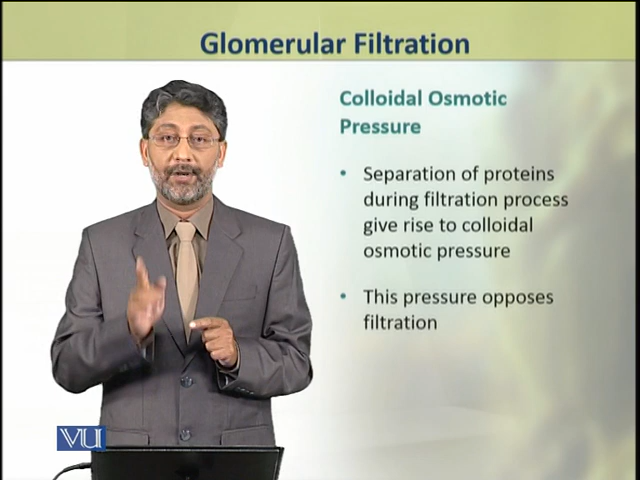 Glomerular Filtration
Colloidal Osmotic
Pressure
• Separation of proteins
during filtration process
give rise to colloidal
osmotic pressure
• This pressure opposes
filtration
VU